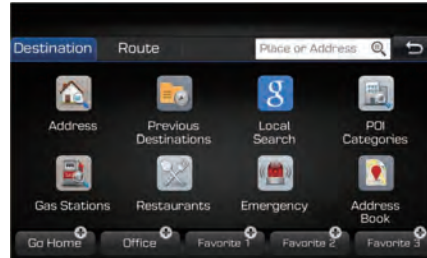 Destination Route Place or Address
Address Previous Destinations Local Search POI Categories
Gas Stations Restaurants Emergency Address Book
Go Home Office Favorite 1 Favorite 2 Favorite 3